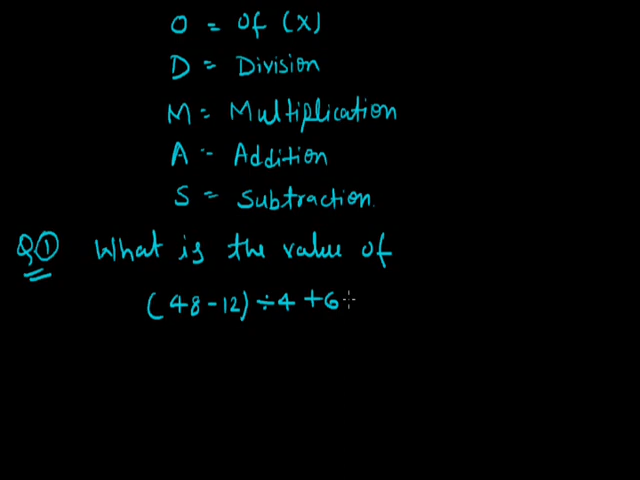 O = Of (X)
D = Division
M = Multiplication
A = Addition
S = Subtraction.
Q① What is the value of
(48-12) ÷4 +6